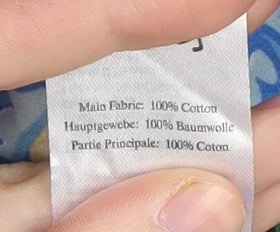 Main Fabric: 100% Cotton
Hauptgewebe: 100% Baumwolle
Partie Principale: 100% Coton